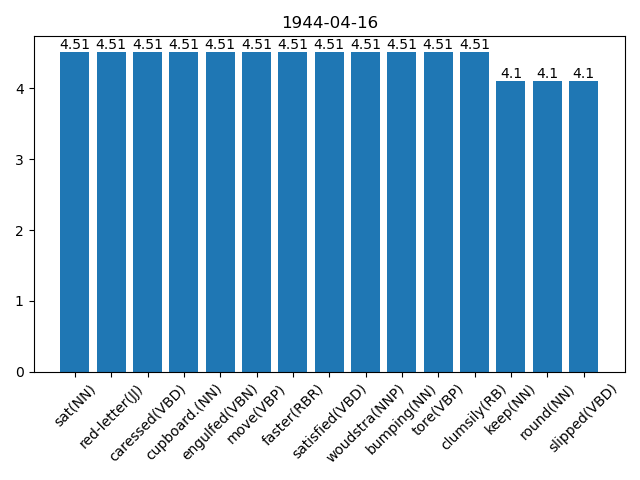 1944-04-16
4.51 4.51 4.51 4.51 4.51 4.51 4.51 4.51 4.51 4.51 4.51 4.51 4.1 4.1 4.1
4
3
2
1
0
sat(NN)
red-letter(JJ)
caressed(VBD)
cupboard.(NN)
engulfed(VBN)
move(VBP)
faster(RBR)
satisfied(VBD)
woudstra(NNP)
bumping(NN)
tore(VBP)
clumsily(RB)
keep(NN)
round(NN)
slipped(VBD)